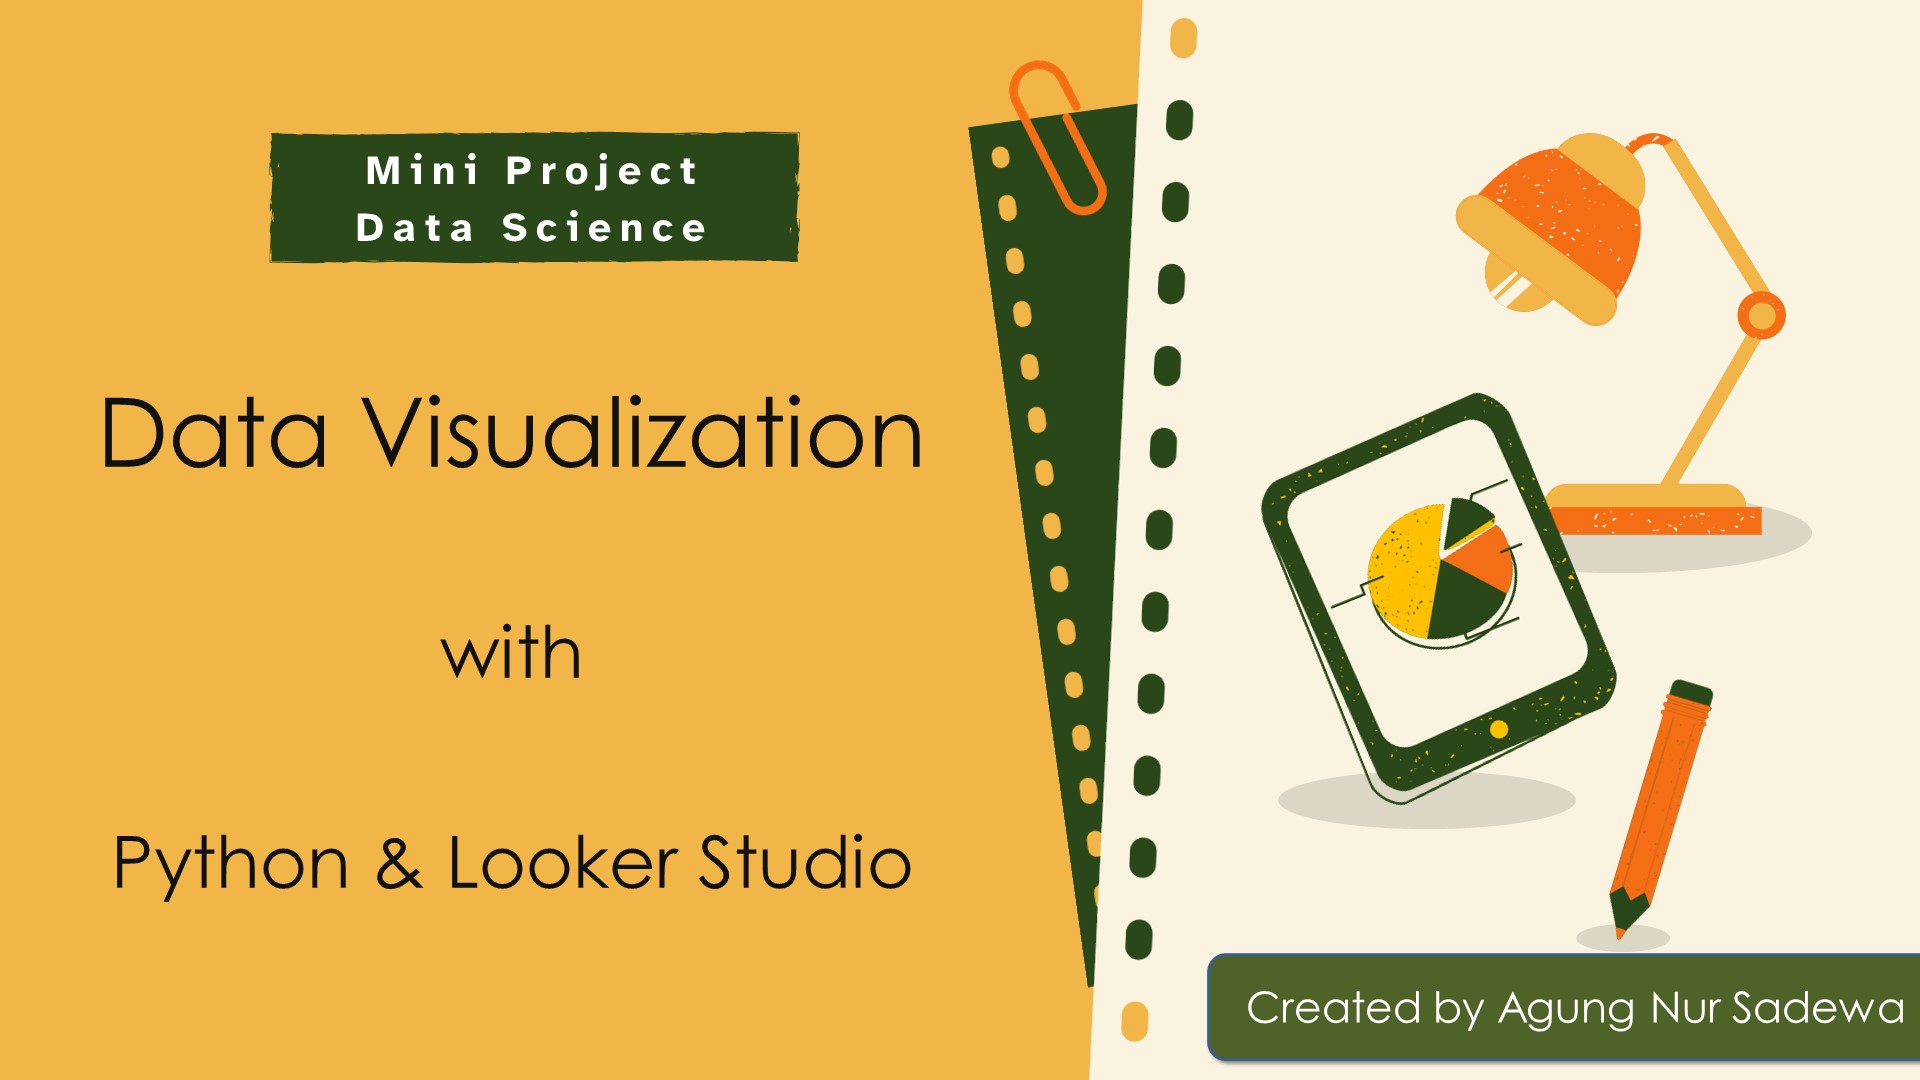 Mini Project
Data Science
Data Visualization
with
Python & Looker Studio
Created by Agung Nur Sadewa